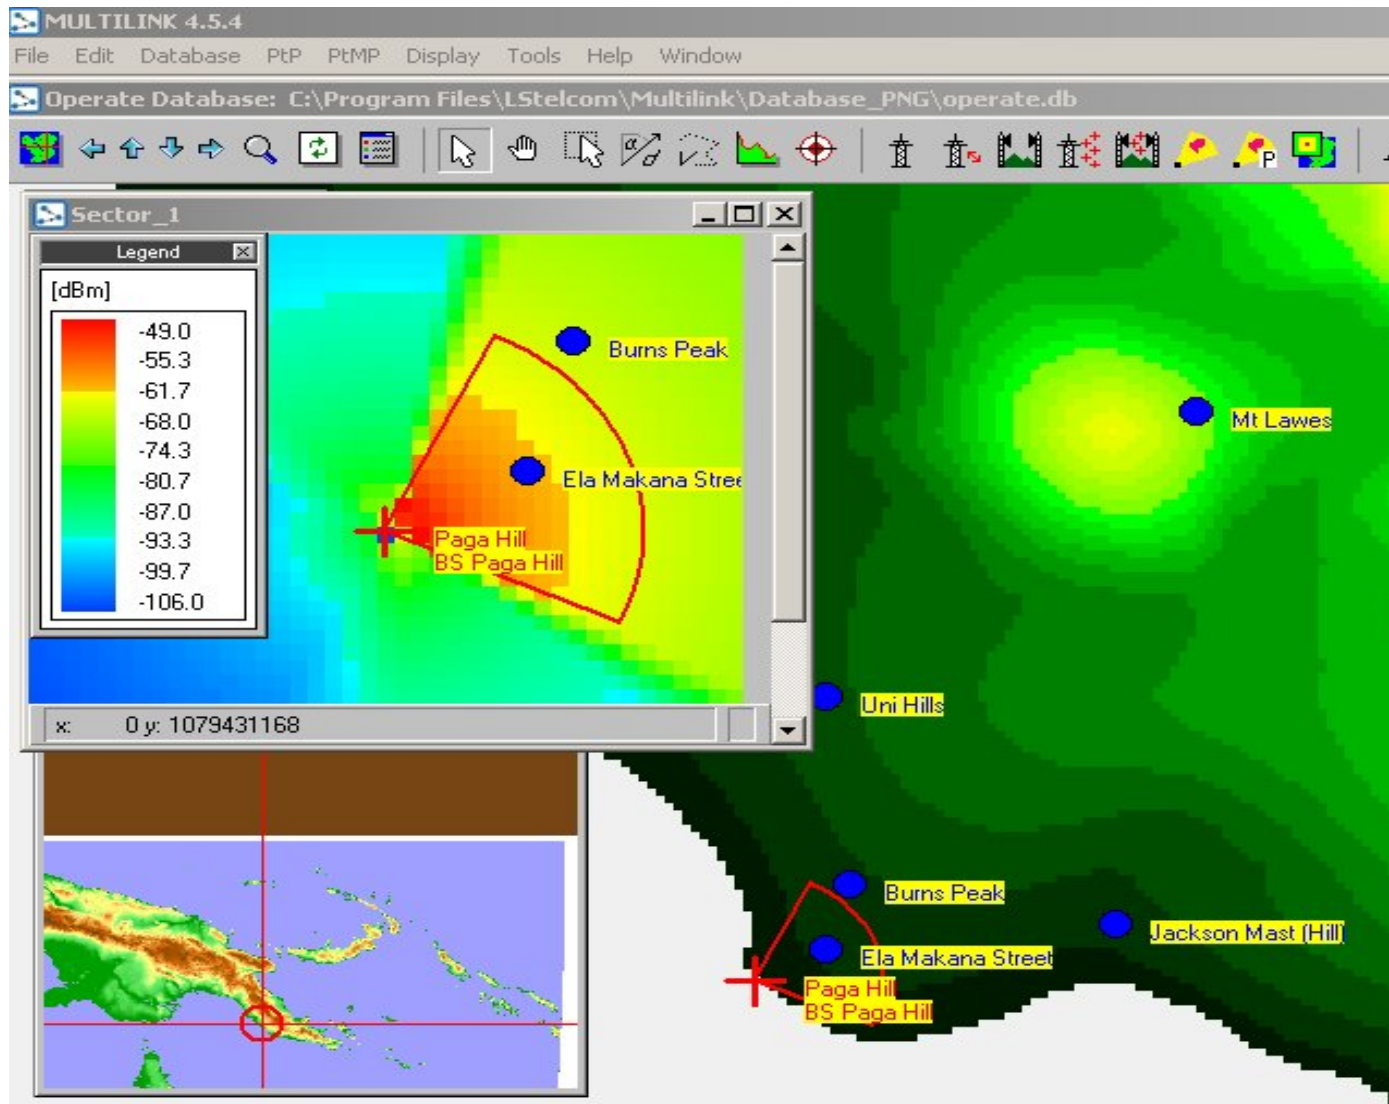 MULTILINK 4.5.4
File Edit Database PtP PtMP Display Tools Help Window
Operate Database: C:\Program Files\LStelcom\Multilink\Database_PNG\operate.db
α/d
P
Sector_1
Legend
[dBm]
-49.0
-55.3
-61.7
-68.0
-74.3
-80.7
-87.0
-93.3
-99.7
-106.0
Burns Peak
Ela Makana Stree
Paga Hill
BS Paga Hill
x: 0 y: 1079431168
Mt Lawes
Uni Hills
Burns Peak
Jackson Mast (Hill)
Ela Makana Street
Paga Hill
BS Paga Hill